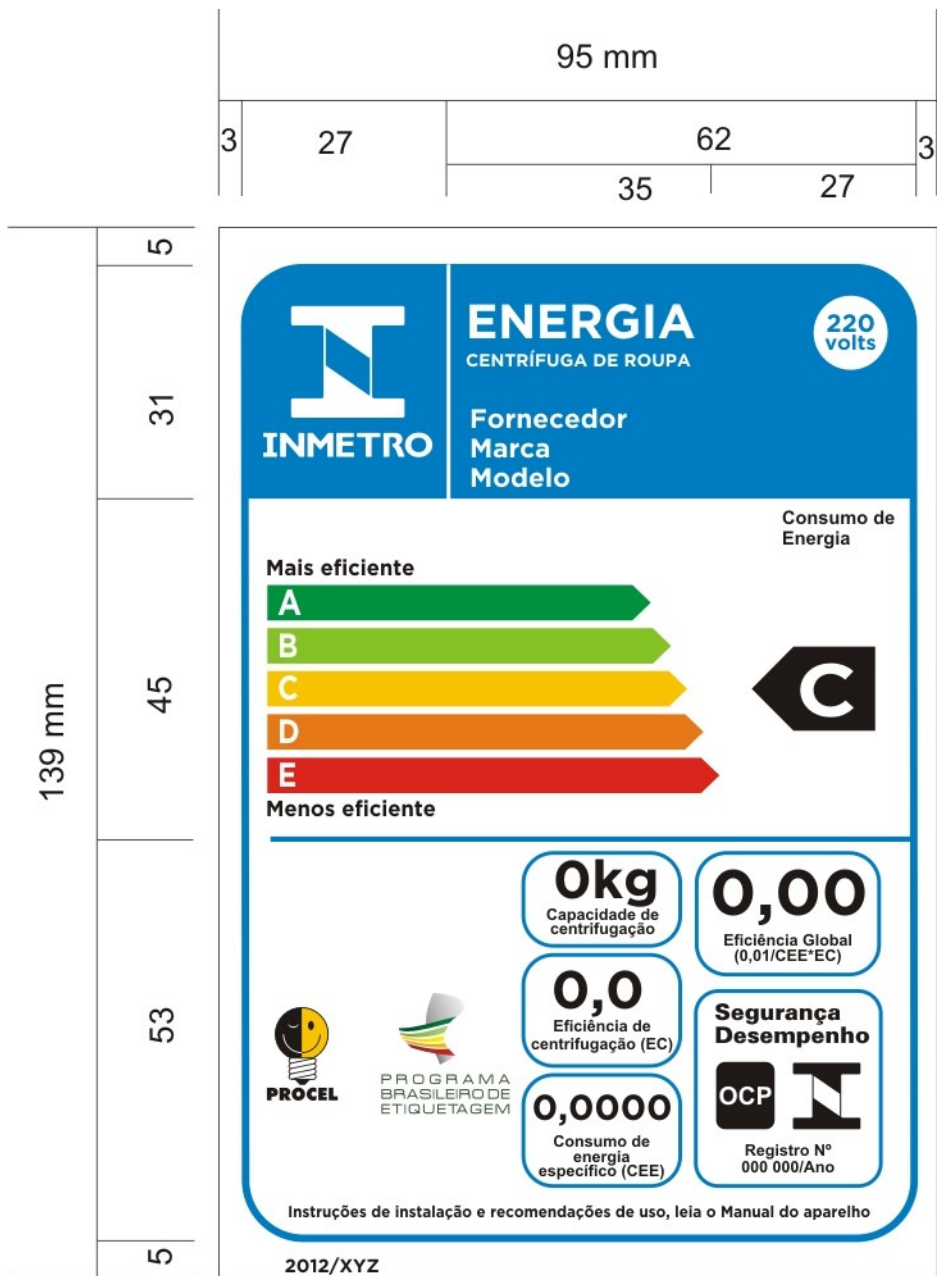 95 mm
3
27
62
3
35
27
5
31
45
139 mm
53
5
INMETRO
ENERGIA
CENTRÍFUGA DE ROUPA
220
volts
Fornecedor
Marca
Modelo
Consumo de
Energia
Mais eficiente
A
B
C
D
E
Menos eficiente
C
0kg
Capacidade de
centrifugação
0,00
Eficiência Global
(0,01/CEE*EC)
0,0
Eficiência de
centrifugação (EC)
0,0000
Consumo de
energia
específico (CEE)
Segurança
Desempenho
OCP
Registro Nº
000 000/Ano
PROCEL
PROGRAMA
BRASILEIRO DE
ETIQUETAGEM
Instruções de instalação e recomendações de uso, leia o Manual do aparelho
2012/XYZ